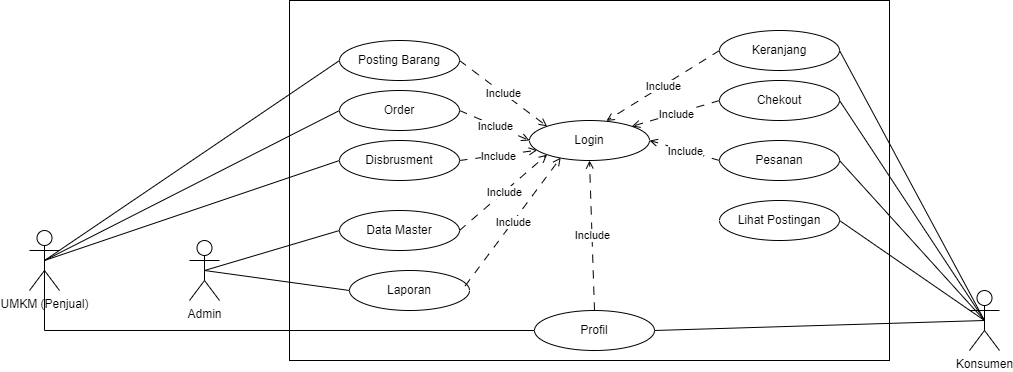 Posting Barang
Keranjang
Include
Include
Order
Chekout
Include
Include
Login
Disbrusment
Include
Include
Pesanan
Include
Data Master
Include
Lihat Postingan
Include
UMKM (Penjual)
Admin
Laporan
Profil
Konsumen